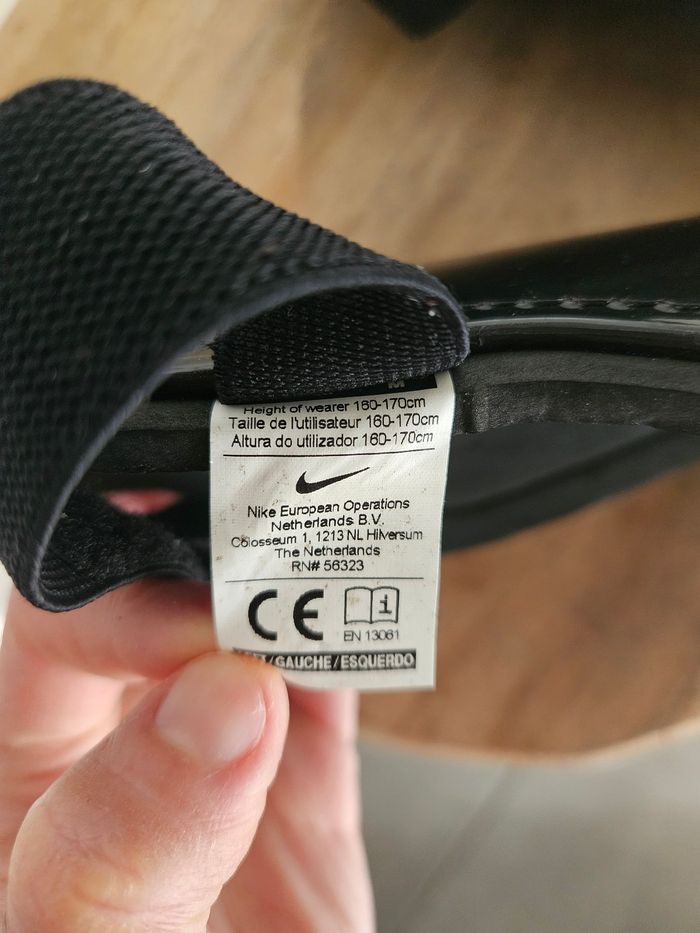 M
Height of wearer 160-170cm
Taille de l'utilisateur 160-170cm
Altura do utilizador 160-170cm
Nike European Operations
Netherlands B.V.
Colosseum 1, 1213 NL Hilversum
The Netherlands
RN# 56323
CE
i
EN 13061
/GAUCHE/ESQUERDO